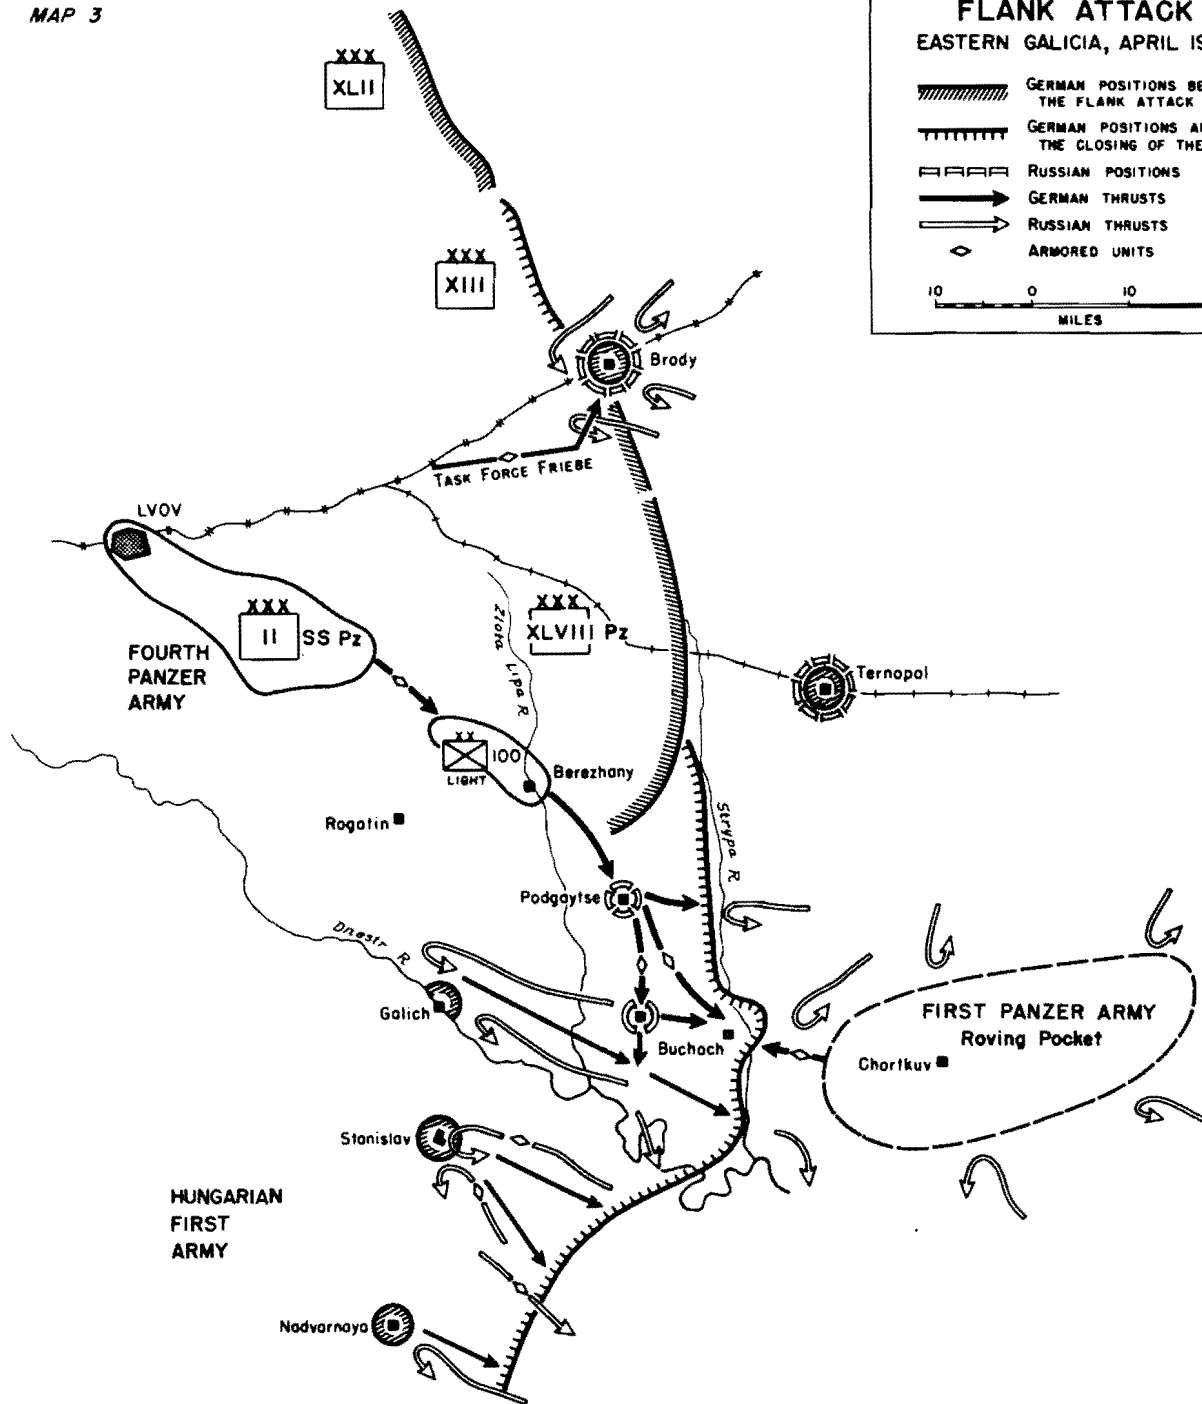 MAP 3
FLANK ATTACK
EASTERN GALICIA, APRIL
GERMAN POSITIONS
THE FLANK ATTACK
GERMAN POSITIONS
THE CLOSING OF THE
RUSSIAN POSITIONS
GERMAN THRUSTS
RUSSIAN THRUSTS
ARMORED UNITS
10 0 10
MILES
XXX
XLII
XXX
XIII
Brody
TASK FORCE FRIEBE
LVOV
XXX
II SS Pz
FOURTH
PANZER
ARMY
Zlota Lipa R
XXX
XLVIII Pz
Ternopol
XX
100
LIGHT
Berezhany
Rogatin
Strypa R
Podgaytse
Dnestr R
Galich
Buchach
FIRST PANZER ARMY
Roving Pocket
Chortkuv
Stanislav
HUNGARIAN
FIRST
ARMY
Nadvornaya